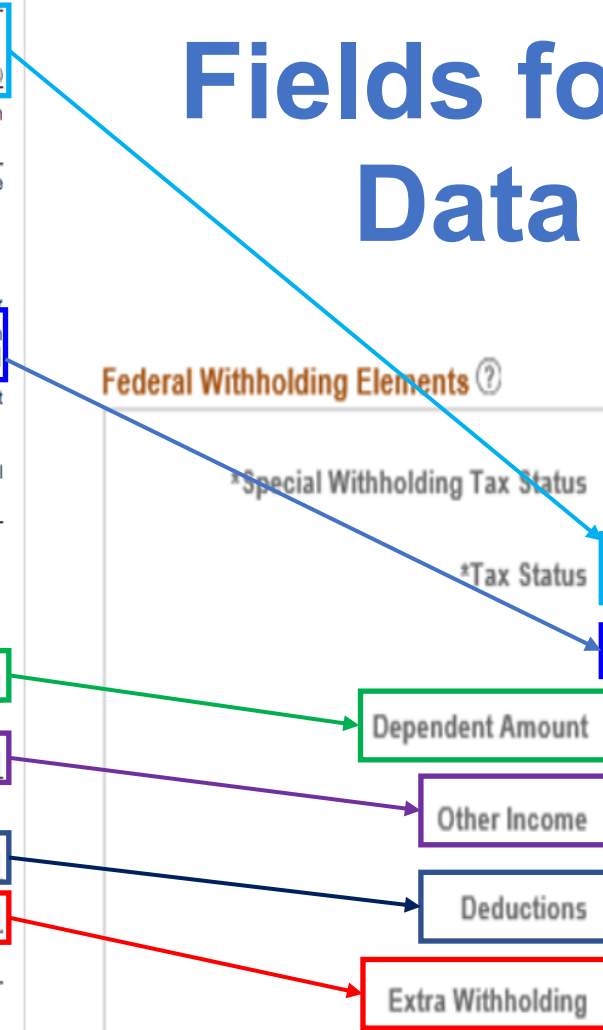 Fields fo
Data
Federal Withholding Elements ?
*Special Withholding Tax Status
*Tax Status
Dependent Amount
Other Income
Deductions
Extra Withholding